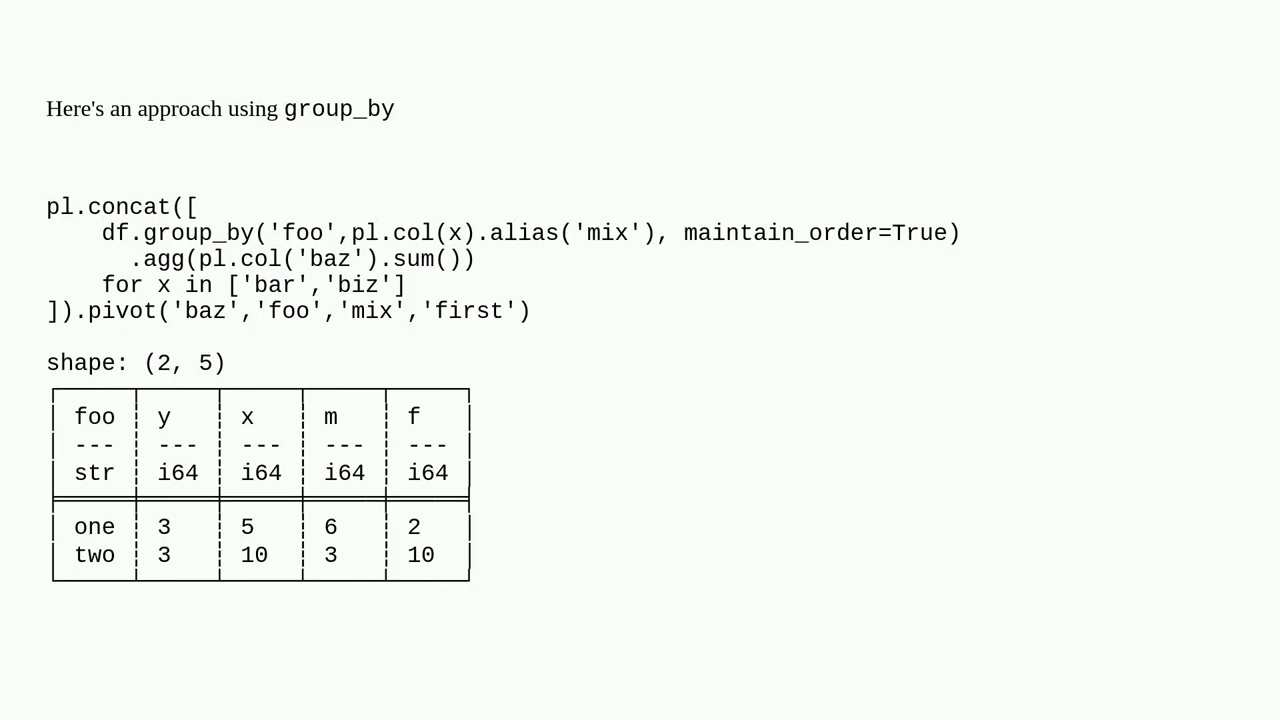 Here's an approach using group_by
pl.concat([
    df.group_by('foo',pl.col(x).alias('mix'), maintain_order=True)
      .agg(pl.col('baz').sum())
    for x in ['bar','biz']
]).pivot('baz','foo','mix','first')
shape: (2, 5)
┌─────┬─────┬─────┬─────┬─────┐
│ foo ┆ y   ┆ x   ┆ m   ┆ f   │
│ --- ┆ --- ┆ --- ┆ --- ┆ --- │
│ str ┆ i64 ┆ i64 ┆ i64 ┆ i64 │
╞═════╪═════╪═════╪═════╪═════╡
│ one ┆ 3   ┆ 5   ┆ 6   ┆ 2   │
│ two ┆ 3   ┆ 10  ┆ 3   ┆ 10  │
└─────┴─────┴─────┴─────┴─────┘